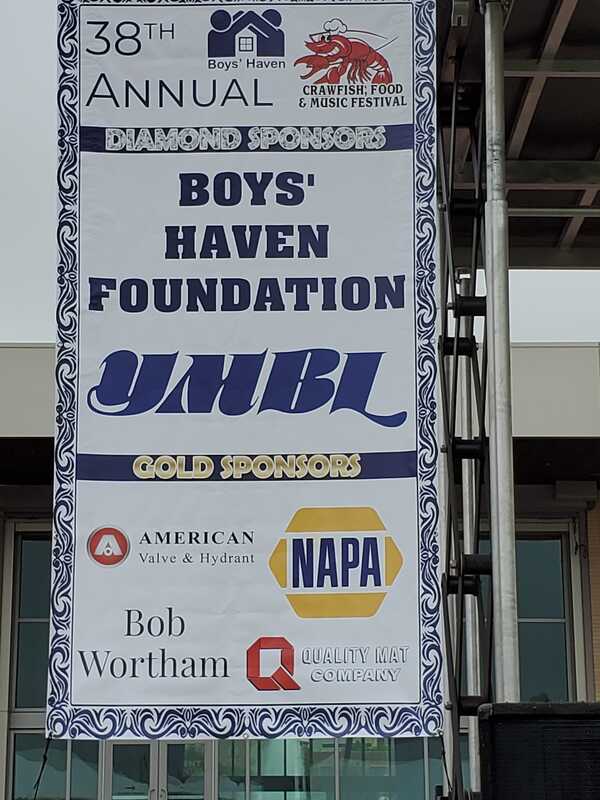 38TH
ANNUAL
Boys' Haven
CRAWFISH, FOOD
& MUSIC FESTIVAL
DIAMOND SPONSORS
BOYS'
HAVEN
FOUNDATION
YMBL
GOLD SPONSORS
AMERICAN
Valve & Hydrant
NAPA
Bob
Wortham
QUALITY MAT
COMPANY